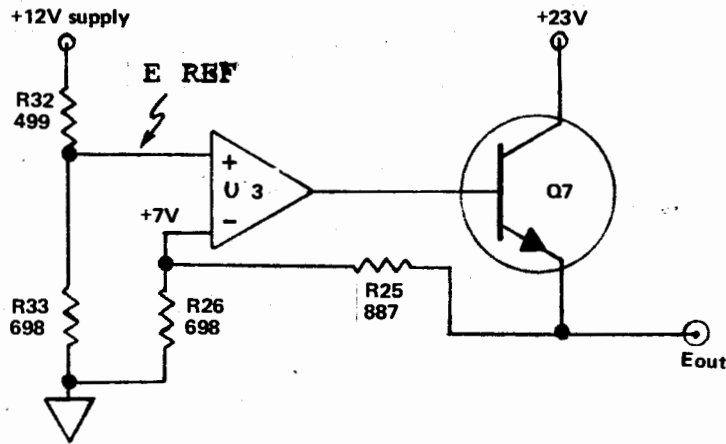 +12V supply
+23V
E REF
R32
499
+
U 3
Q7
+7V
-
R33
698
R26
698
R25
887
Eout